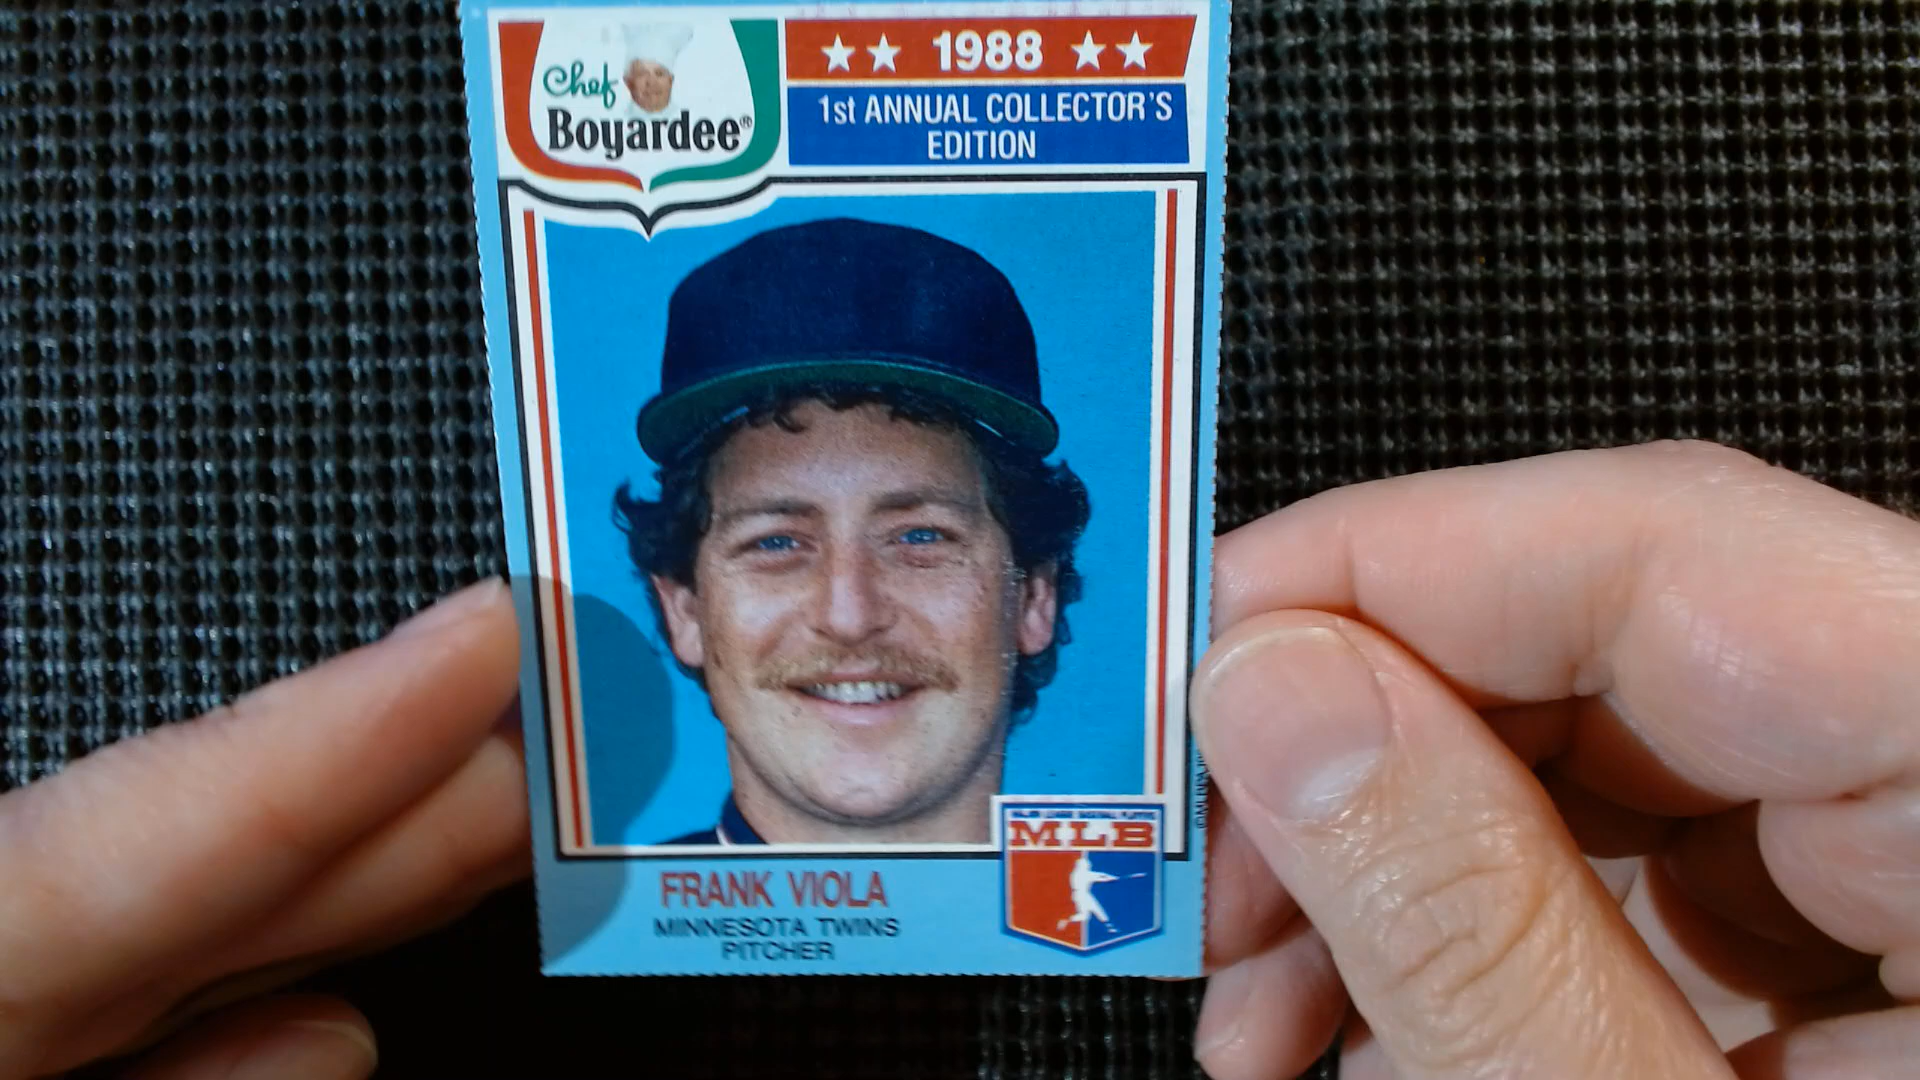 Chef
Boyardee®
1988
1st ANNUAL COLLECTOR'S
EDITION
MLB
FRANK VIOLA
MINNESOTA TWINS
PITCHER